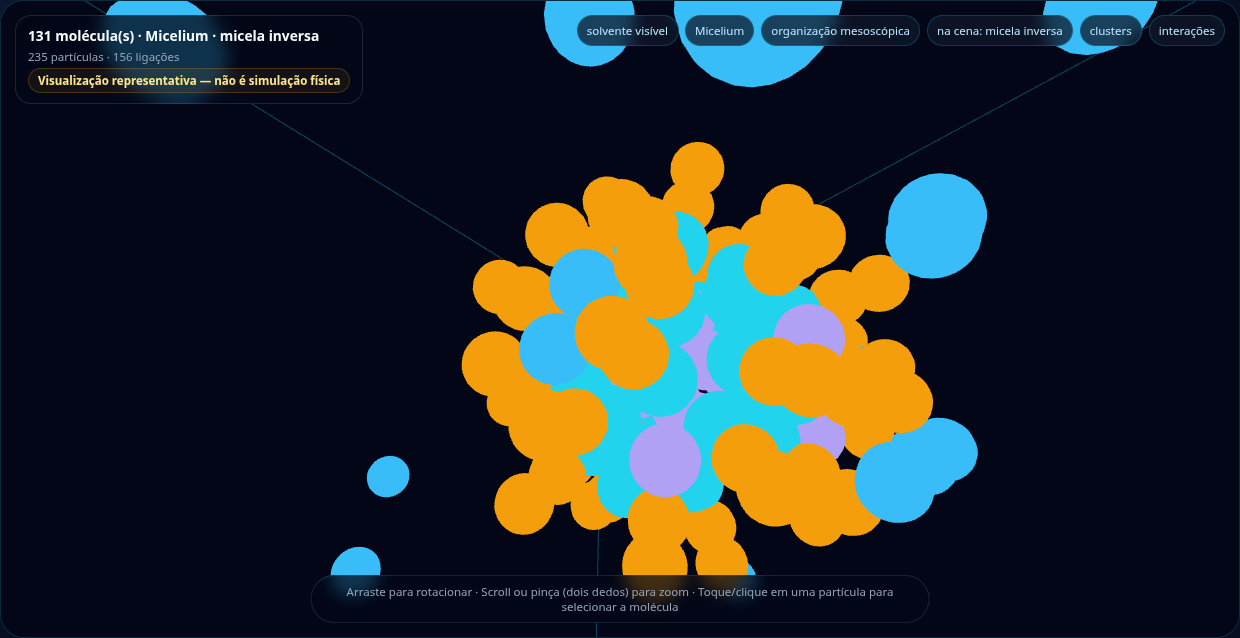 131 molécula(s) · Micelium · micela inversa
235 partículas · 156 ligações
Visualização representativa — não é simulação física
solvente visível
Micelium
organização mesoscópica
na cena: micela inversa
clusters
interações
Arraste para rotacionar · Scroll ou pinça (dois dedos) para zoom · Toque/clique em uma partícula para
selecionar a molécula